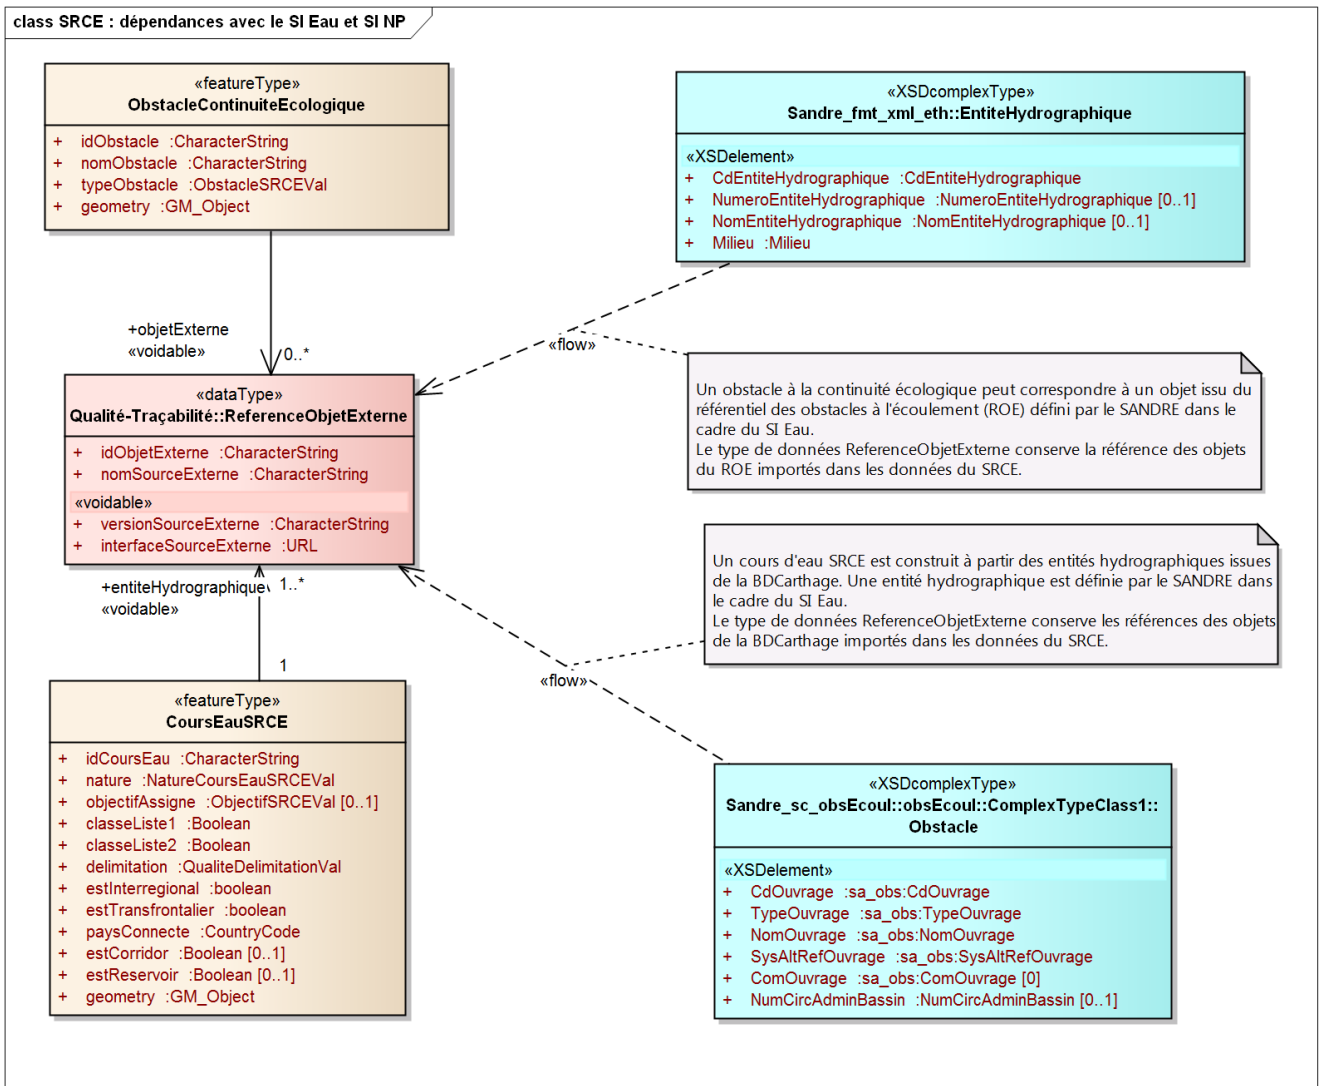 class SRCE : dépendances avec le SI Eau et SI NP
«featureType»
ObstacleContinuiteEcologique
+ idObstacle :CharacterString
+ nomObstacle :CharacterString
+ typeObstacle :ObstacleSRCEVal
+ geometry :GM_Object
«XSDcomplexType»
Sandre_fmt_xml_eth::EntiteHydrographique
«XSDelement»
+ CdEntiteHydrographique :CdEntiteHydrographique
+ NumeroEntiteHydrographique :NumeroEntiteHydrographique [0..1]
+ NomEntiteHydrographique :NomEntiteHydrographique [0..1]
+ Milieu :Milieu
+objetExterne
«voidable»
0..*
«flow»
Un obstacle à la continuité écologique peut correspondre à un objet issu du
référentiel des obstacles à l'écoulement (ROE) défini par le SANDRE dans le
cadre du SI Eau.
Le type de données ReferenceObjetExterne conserve la référence des objets
du ROE importés dans les données du SRCE.
«dataType»
Qualité-Traçabilité::ReferenceObjetExterne
+ idObjetExterne :CharacterString
+ nomSourceExterne :CharacterString
«voidable»
+ versionSourceExterne :CharacterString
+ interfaceSourceExterne :URL
+entiteHydrographique
«voidable»
1..*
1
Un cours d'eau SRCE est construit à partir des entités hydrographiques issues
de la BDCarthage. Une entité hydrographique est définie par le SANDRE dans
le cadre du SI Eau.
Le type de données ReferenceObjetExterne conserve les références des objets
de la BDCarthage importés dans les données du SRCE.
«flow»
«featureType»
CoursEauSRCE
+ idCoursEau :CharacterString
+ nature :NatureCoursEauSRCEVal
+ objectifAssigne :ObjectifSRCEVal [0..1]
+ classeListe1 :Boolean
+ classeListe2 :Boolean
+ delimitation :QualiteDelimitationVal
+ estInterregional :boolean
+ estTransfrontalier :boolean
+ paysConnecte :CountryCode
+ estCorridor :Boolean [0..1]
+ estReservoir :Boolean [0..1]
+ geometry :GM_Object
«XSDcomplexType»
Sandre_sc_obsEcoul::obsEcoul::ComplexTypeClass1::
Obstacle
«XSDelement»
+ CdOuvrage :sa_obs:CdOuvrage
+ TypeOuvrage :sa_obs:TypeOuvrage
+ NomOuvrage :sa_obs:NomOuvrage
+ SysAltRefOuvrage :sa_obs:SysAltRefOuvrage
+ ComOuvrage :sa_obs:ComOuvrage [0]
+ NumCircAdminBassin :NumCircAdminBassin [0..1]